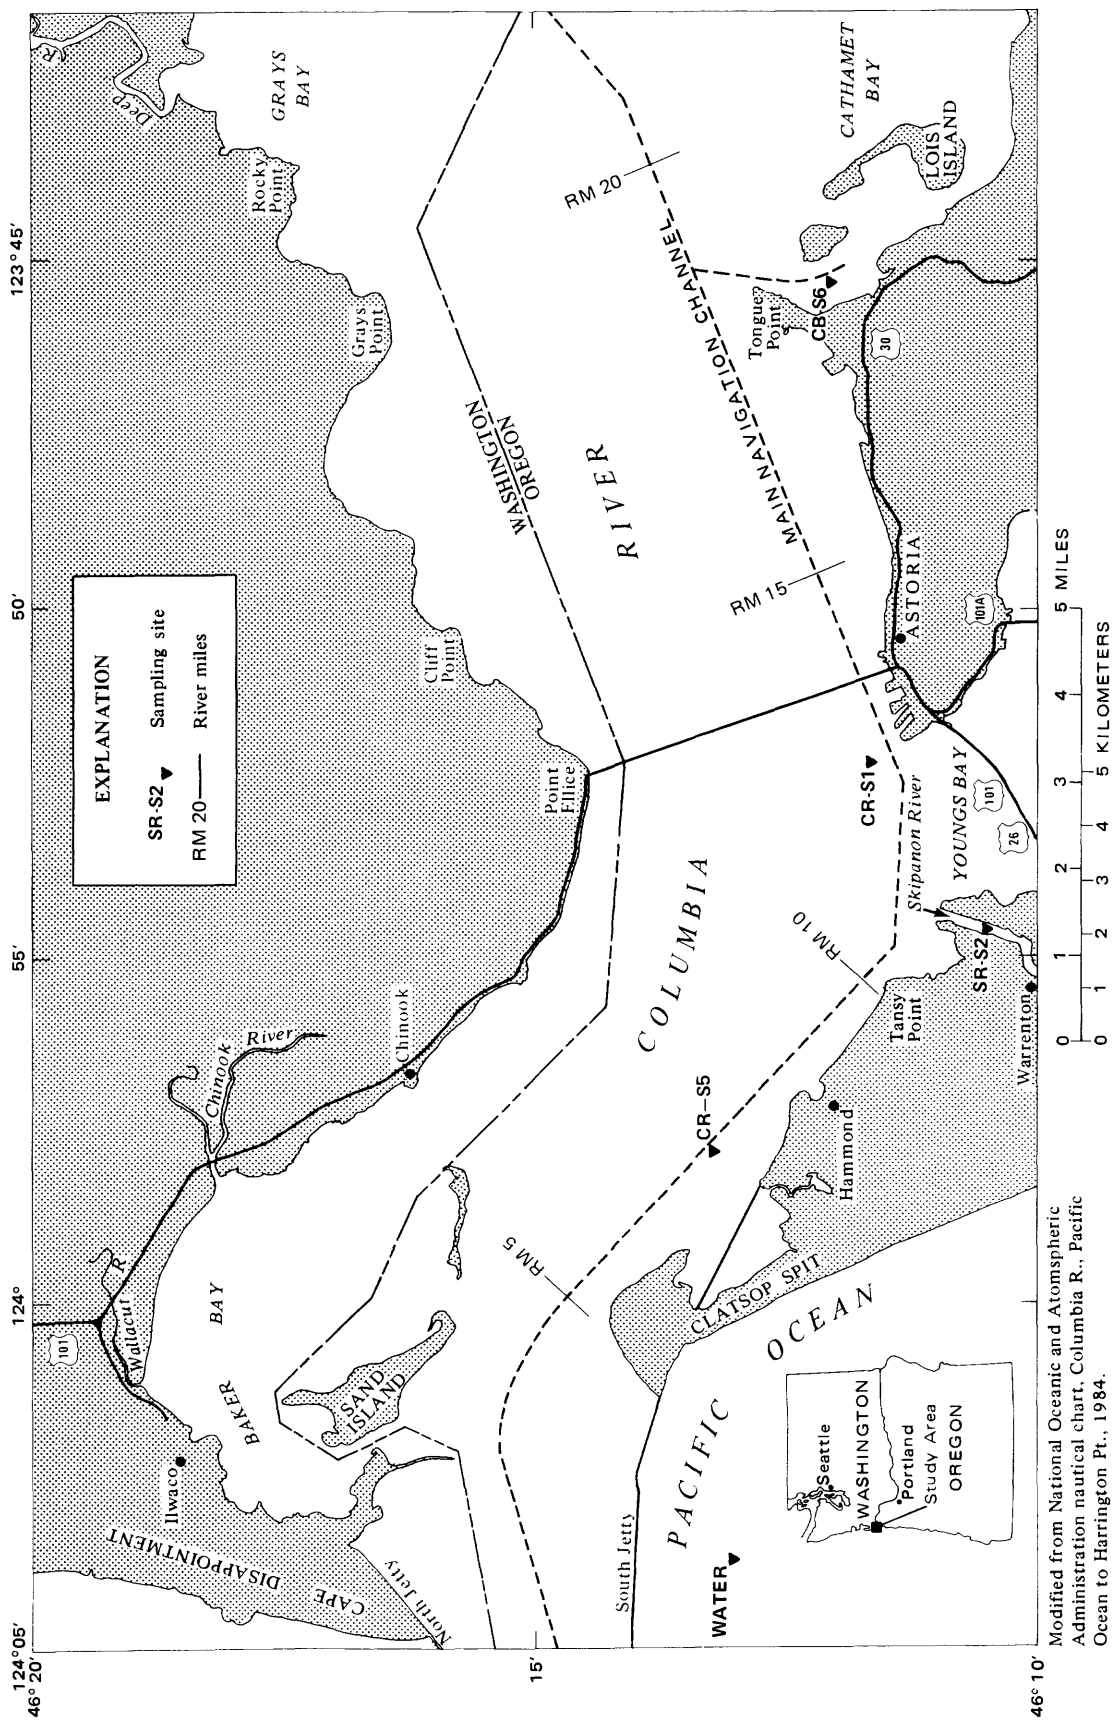 124°05'
124°
55'
50'
123°45'
46°20'
15'
46°10'
EXPLANATION
SR-S2
Sampling site
RM 20
River miles
Deep
R
GRAYS
BAY
Rocky
Point
Grays
Point
Cliff
Point
Point
Ellice
Chinook
River
Chinook
Wallacut
R
101
BAKER
BAY
Ilwaco
CAPE
DISAPPOINTMENT
North Jetty
SAND
ISLAND
WASHINGTON
OREGON
COLUMBIA
RIVER
MAIN NAVIGATION CHANNEL
RM 5
RM 10
RM 15
RM 20
CATHAMET
BAY
LOIS
ISLAND
Tongue
Point
CB-S6
30
ASTORIA
101A
CR-S1
Skipanon River
YOUNGS BAY
101
26
SR-S2
Tansy
Point
Warrenton
CR-S5
Hammond
CLATSOP SPIT
PACIFIC
OCEAN
South Jetty
WATER
Seattle
WASHINGTON
Portland
Study Area
OREGON
0 1 2 3 4 5 MILES
0 1 2 3 4 5 KILOMETERS
Modified from National Oceanic and Atomspheric
Administration nautical chart, Columbia R., Pacific
Ocean to Harrington Pt., 1984.